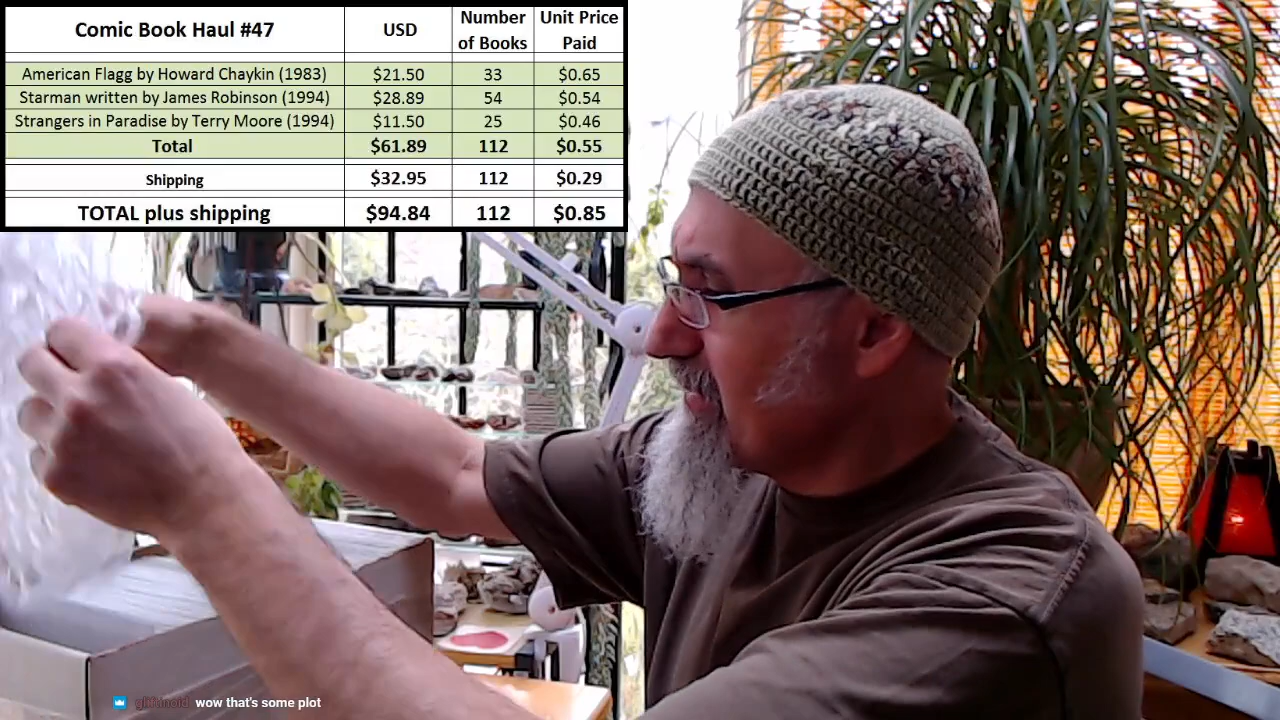 Comic Book Haul #47 USD Number of Books Unit Price Paid
American Flagg by Howard Chaykin (1983) $21.50 33 $0.65
Starman written by James Robinson (1994) $28.89 54 $0.54
Strangers in Paradise by Terry Moore (1994) $11.50 25 $0.46
Total $61.89 112 $0.55
Shipping $32.95 112 $0.29
TOTAL plus shipping $94.84 112 $0.85
wow that's some plot